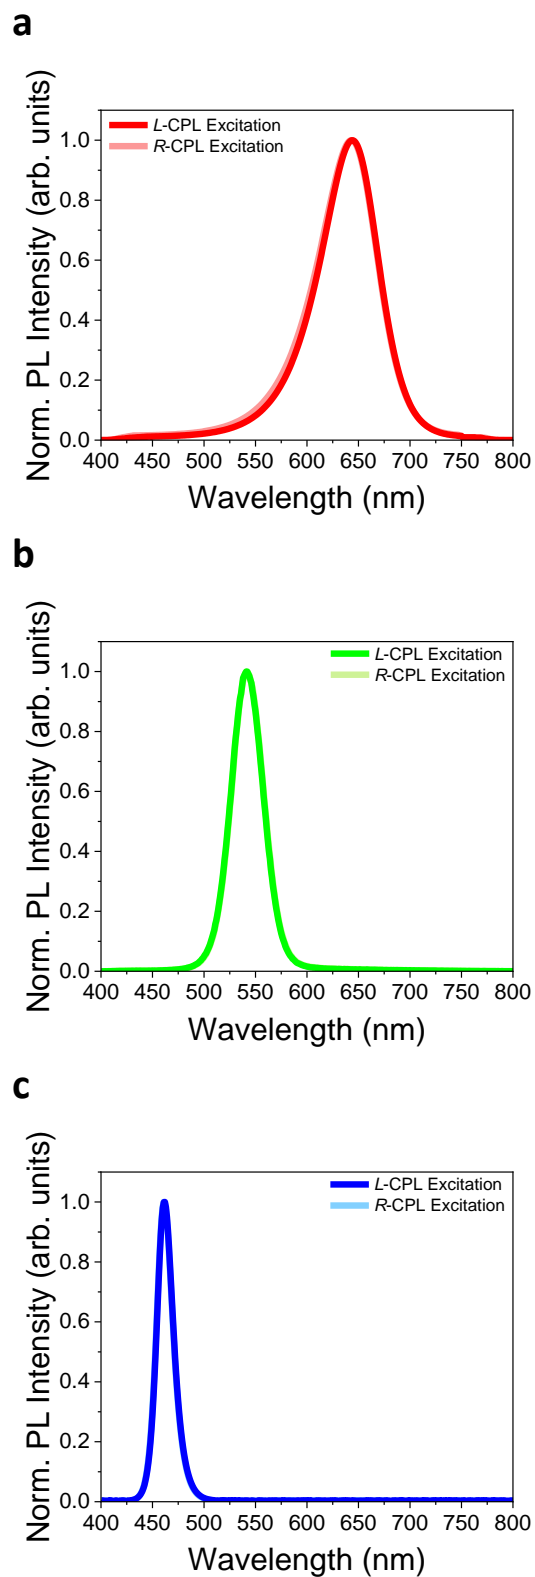 a
Norm. PL Intensity (arb. units)
L-CPL Excitation
R-CPL Excitation
1.0
0.8
0.6
0.4
0.2
0.0
400 450 500 550 600 650 700 750 800
Wavelength (nm)
b
Norm. PL Intensity (arb. units)
L-CPL Excitation
R-CPL Excitation
1.0
0.8
0.6
0.4
0.2
0.0
400 450 500 550 600 650 700 750 800
Wavelength (nm)
c
Norm. PL Intensity (arb. units)
L-CPL Excitation
R-CPL Excitation
1.0
0.8
0.6
0.4
0.2
0.0
400 450 500 550 600 650 700 750 800
Wavelength (nm)